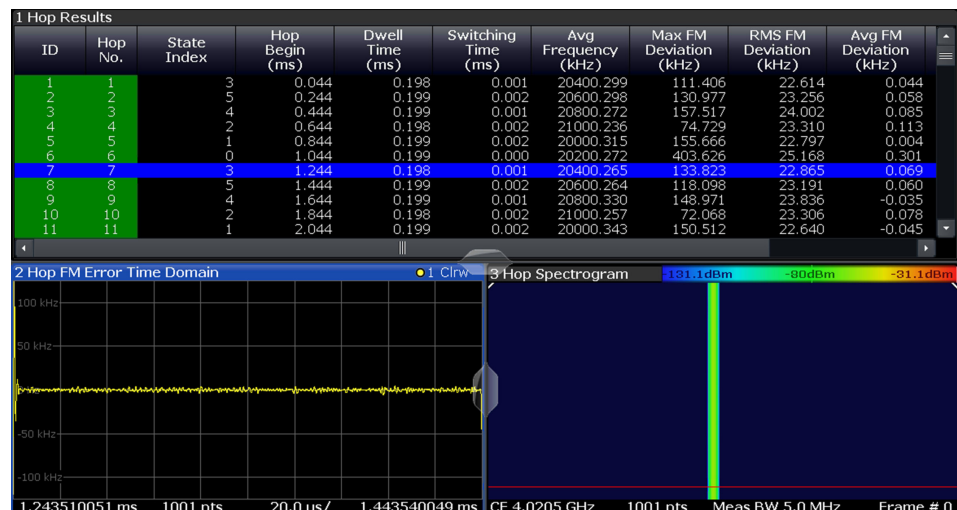 1 Hop Results
ID Hop No. State Index Hop Begin (ms) Dwell Time (ms) Switching Time (ms) Avg Frequency (kHz) Max FM Deviation (kHz) RMS FM Deviation (kHz) Avg FM Deviation (kHz)
1 1 3 0.044 0.198 0.001 20400.299 111.406 22.614 0.044
2 2 5 0.244 0.199 0.002 20600.298 130.977 23.256 0.058
3 3 4 0.444 0.199 0.001 20800.272 157.517 24.002 0.085
4 4 2 0.644 0.198 0.002 21000.236 74.729 23.310 0.113
5 5 1 0.844 0.199 0.002 20000.315 155.666 22.797 0.004
6 6 0 1.044 0.199 0.000 20200.272 403.626 25.168 0.301
7 7 3 1.244 0.198 0.001 20400.265 133.823 22.865 0.069
8 8 5 1.444 0.199 0.002 20600.264 118.098 23.191 0.060
9 9 4 1.644 0.199 0.001 20800.330 148.971 23.836 -0.035
10 10 2 1.844 0.198 0.002 21000.257 72.068 23.306 0.078
11 11 1 2.044 0.199 0.002 20000.343 150.512 22.640 -0.045
2 Hop FM Error Time Domain 1 Clrw
100 kHz
50 kHz
-50 kHz
-100 kHz
1.243510051 ms 1001 pts 20.0 µs/ 1.443540049 ms
3 Hop Spectrogram -131.1dBm -80dBm -31.1dBm
CF 4.0205 GHz 1001 pts Meas BW 5.0 MHz Frame # 0